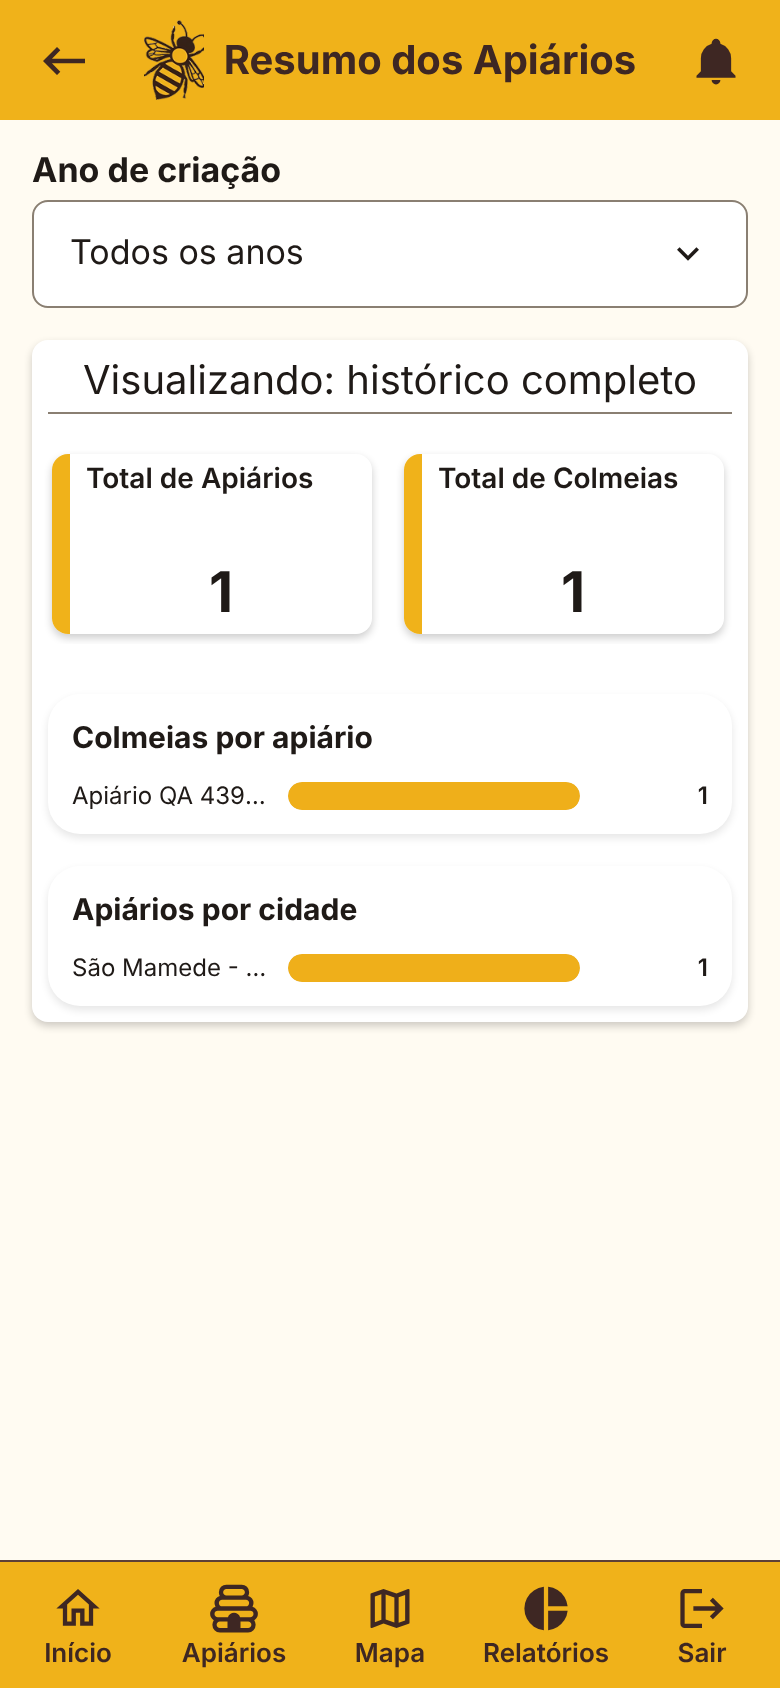 Resumo dos Apiários
Ano de criação
Todos os anos
Visualizando: histórico completo
Total de Apiários
1
Total de Colmeias
1
Colmeias por apiário
Apiário QA 439... 1
Apiários por cidade
São Mamede - ... 1
Início
Apiários
Mapa
Relatórios
Sair